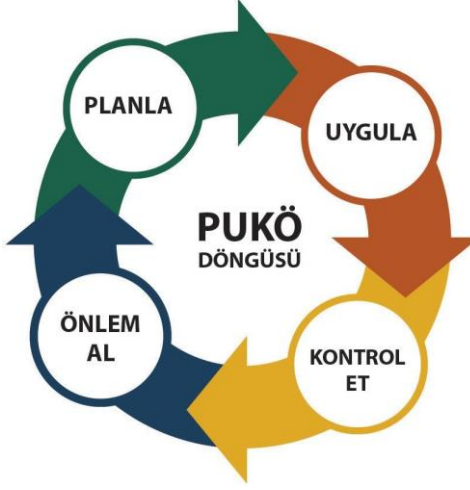 PLANLA
UYGULA
PUKÖ
DÖNGÜSÜ
ÖNLEM
AL
KONTROL
ET